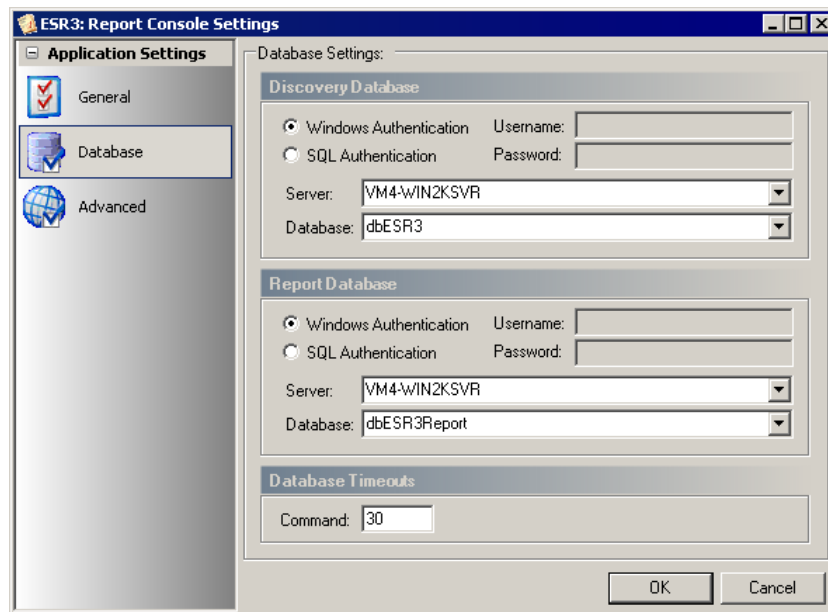 ESR3: Report Console Settings
Application Settings
General
Database
Advanced
Database Settings:
Discovery Database
Windows Authentication Username:
SQL Authentication Password:
Server: VM4-WIN2KSVR
Database: dbESR3
Report Database
Windows Authentication Username:
SQL Authentication Password:
Server: VM4-WIN2KSVR
Database: dbESR3Report
Database Timeouts
Command: 30
OK Cancel